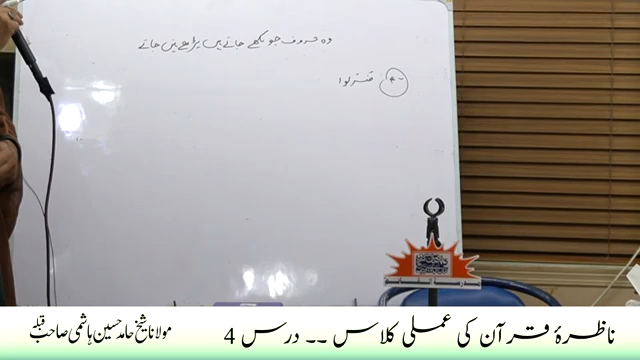 وہ حروف جو لکھے جاتے ہیں پڑھے نہیں جاتے
ناظرۂ قرآن کی عملی کلاس ۔۔ درس 4
مولانا شیخ حامد حسین ہاشمی صاحب قبلہ